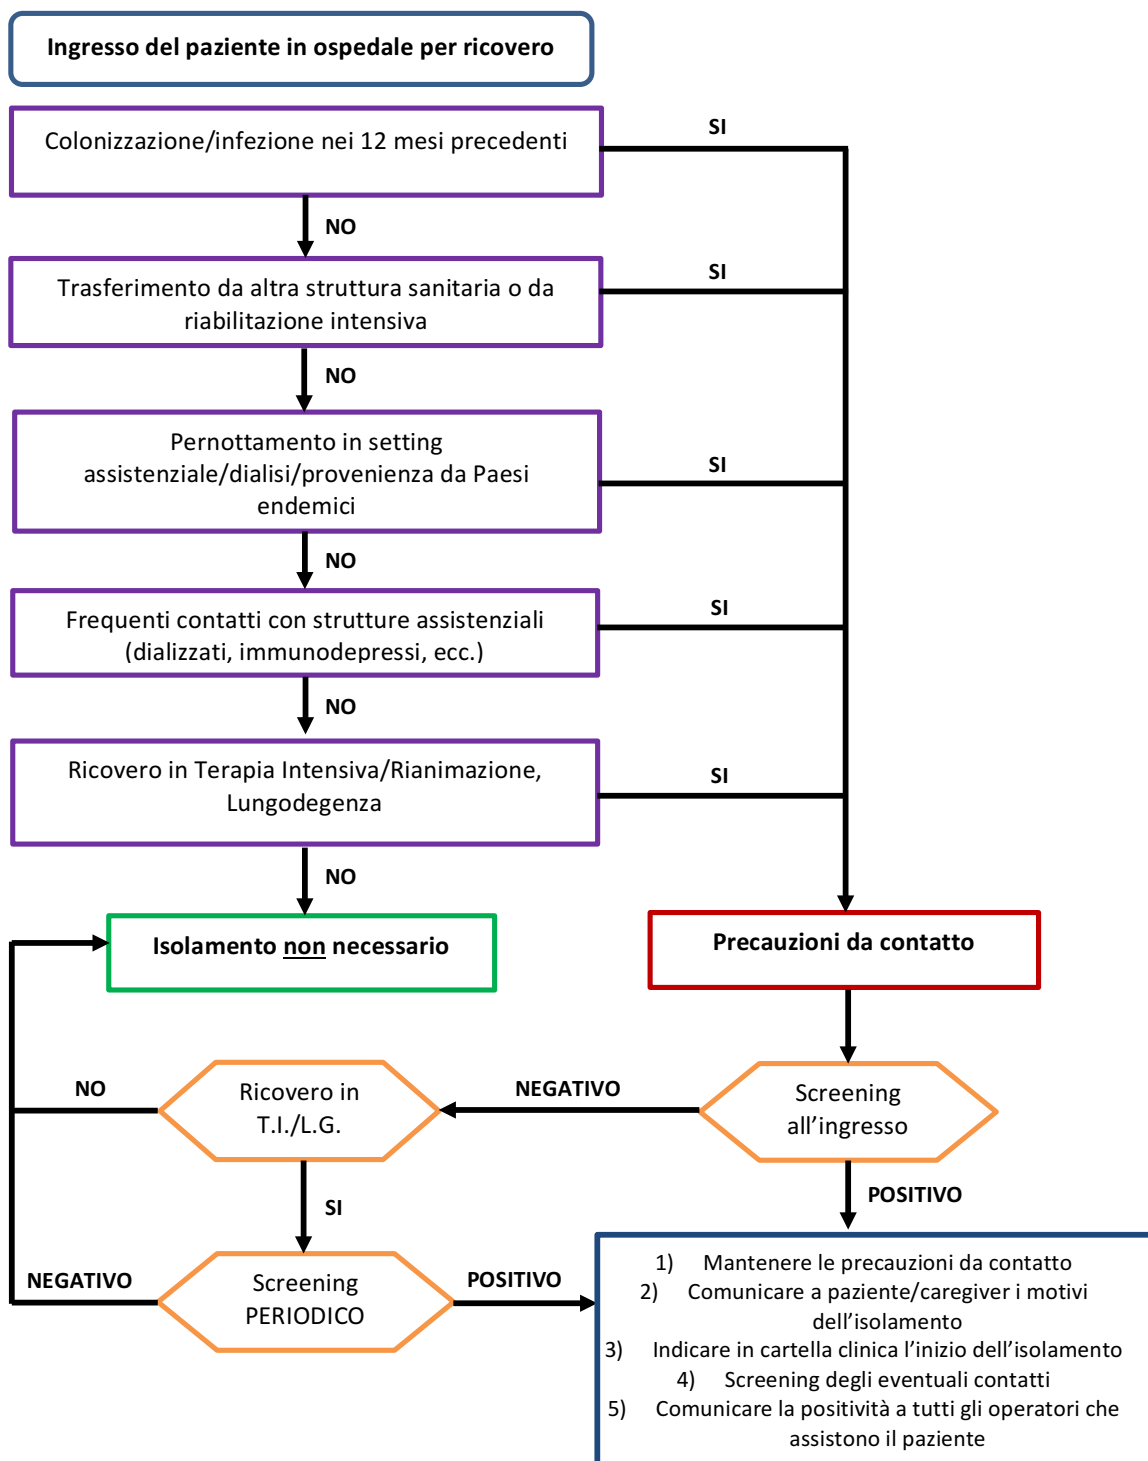 Ingresso del paziente in ospedale per ricovero
Colonizzazione/infezione nei 12 mesi precedenti
SI
NO
Trasferimento da altra struttura sanitaria o da
riabilitazione intensiva
SI
NO
Pernottamento in setting
assistenziale/dialisi/provenienza da Paesi
endemici
SI
NO
Frequenti contatti con strutture assistenziali
(dializzati, immunodepressi, ecc.)
SI
NO
Ricovero in Terapia Intensiva/Rianimazione,
Lungodegenza
SI
NO
Isolamento non necessario
Precauzioni da contatto
NO
Ricovero in
T.I./L.G.
NEGATIVO
Screening
all’ingresso
SI
POSITIVO
NEGATIVO
Screening
PERIODICO
POSITIVO
1) Mantenere le precauzioni da contatto
2) Comunicare a paziente/caregiver i motivi
dell’isolamento
3) Indicare in cartella clinica l’inizio dell’isolamento
4) Screening degli eventuali contatti
5) Comunicare la positività a tutti gli operatori che
assistono il paziente